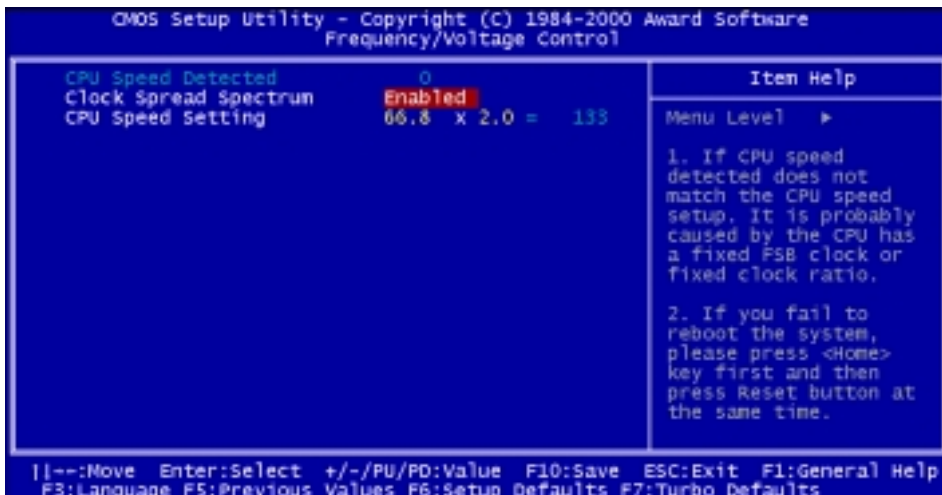 CMOS Setup Utility - Copyright (C) 1984-2000 Award Software
Frequency/Voltage Control
CPU Speed Detected 0
Clock Spread Spectrum Enabled
CPU Speed Setting 66.8 x 2.0 = 133
Item Help
Menu Level ▶
1. If CPU speed
detected does not
match the CPU speed
setup. It is probably
caused by the CPU has
a fixed FSB clock or
fixed clock ratio.
2. If you fail to
reboot the system,
please press <Home>
key first and then
press Reset button at
the same time.
:Move Enter:Select +/-/PU/PD:Value F10:Save ESC:Exit F1:General Help
F3:Language F5:Previous Values F6:Setup Defaults F7:Turbo Defaults